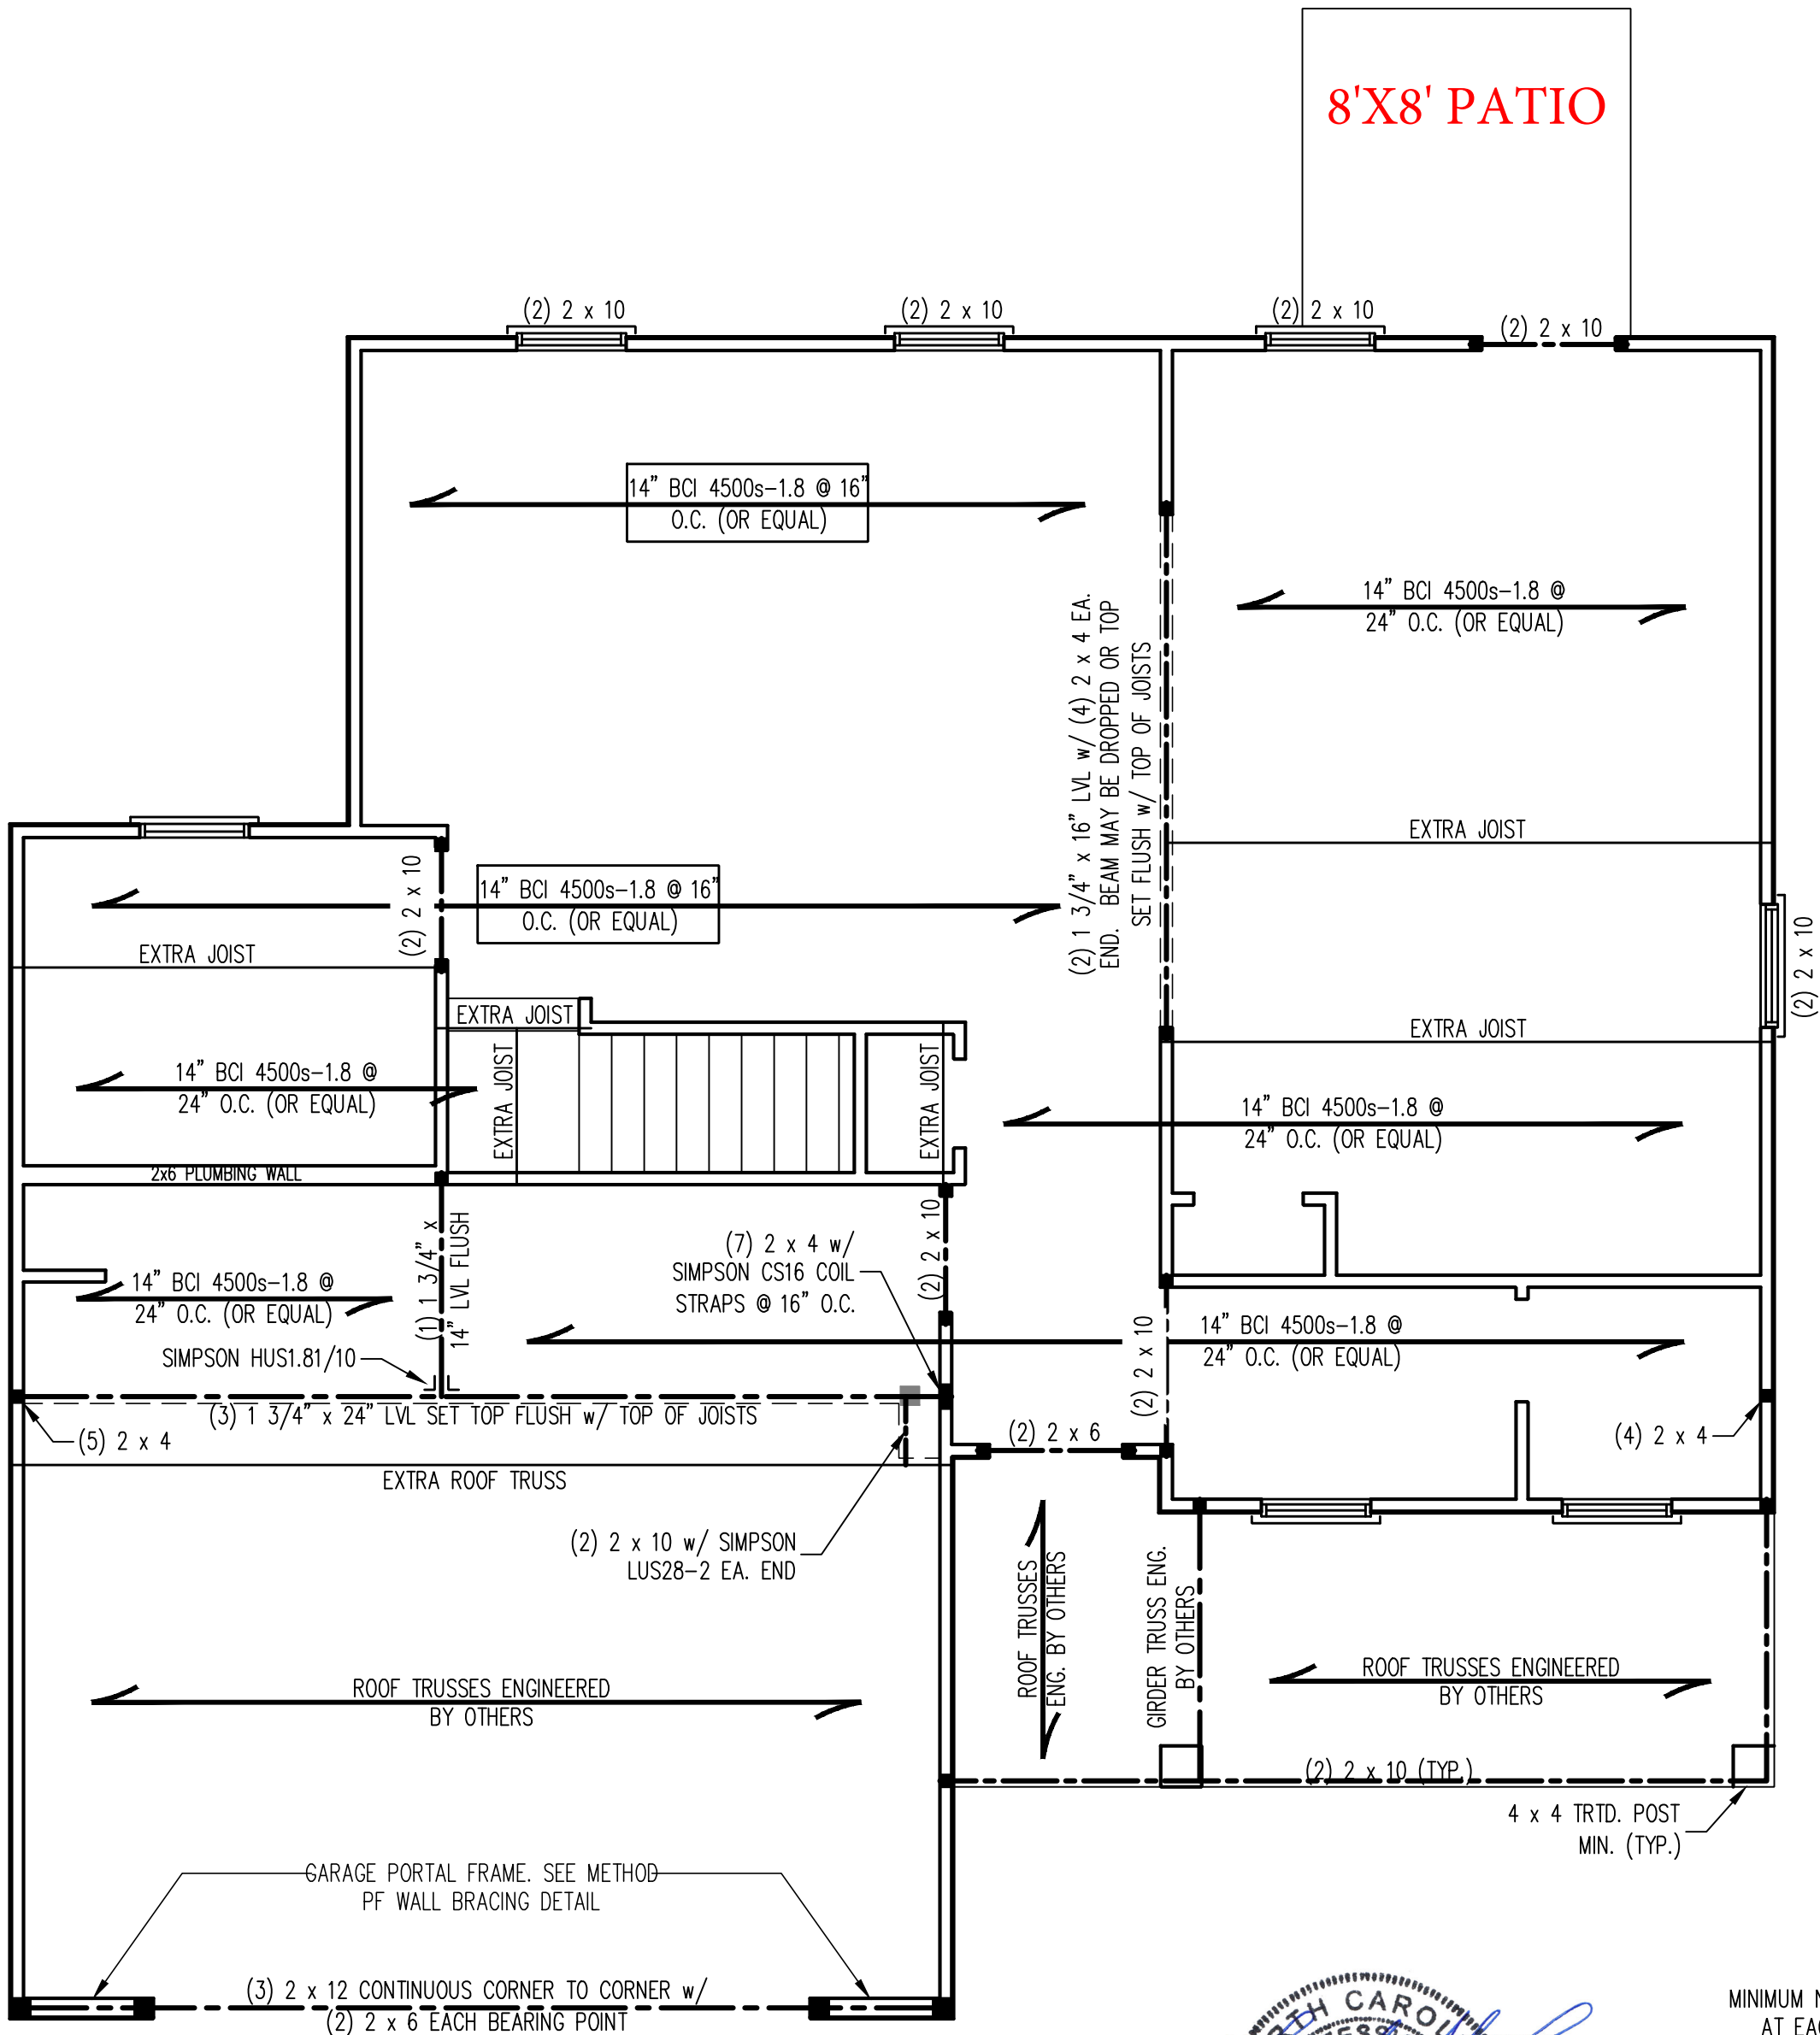 8'X8' PATIO
(2) 2 x 10
(2) 2 x 10
(2) 2 x 10
(2) 2 x 10
14" BCI 4500s-1.8 @ 16"
O.C. (OR EQUAL)
14" BCI 4500s-1.8 @
24" O.C. (OR EQUAL)
(2) 1 3/4" x 16" LVL w/ (4) 2 x 4 EA.
END. BEAM MAY BE DROPPED OR TOP
SET FLUSH w/ TOP OF JOISTS
EXTRA JOIST
(2) 2 x 10
14" BCI 4500s-1.8 @ 16"
O.C. (OR EQUAL)
EXTRA JOIST
(2) 2 x 10
EXTRA JOIST
EXTRA JOIST
EXTRA JOIST
EXTRA JOIST
14" BCI 4500s-1.8 @
24" O.C. (OR EQUAL)
14" BCI 4500s-1.8 @
24" O.C. (OR EQUAL)
2x6 PLUMBING WALL
(1) 1 3/4" x
14" LVL FLUSH
(7) 2 x 4 w/
SIMPSON CS16 COIL
STRAPS @ 16" O.C.
(2) 2 x 10
14" BCI 4500s-1.8 @
24" O.C. (OR EQUAL)
(2) 2 x 10
14" BCI 4500s-1.8 @
24" O.C. (OR EQUAL)
SIMPSON HUS1.81/10
(3) 1 3/4" x 24" LVL SET TOP FLUSH w/ TOP OF JOISTS
(5) 2 x 4
(2) 2 x 6
(4) 2 x 4
EXTRA ROOF TRUSS
(2) 2 x 10 w/ SIMPSON
LUS28-2 EA. END
ROOF TRUSSES
ENG. BY OTHERS
GIRDER TRUSS ENG.
BY OTHERS
ROOF TRUSSES ENGINEERED
BY OTHERS
ROOF TRUSSES ENGINEERED
BY OTHERS
(2) 2 x 10 (TYP.)
4 x 4 TRTD. POST
MIN. (TYP.)
GARAGE PORTAL FRAME. SEE METHOD
PF WALL BRACING DETAIL
(3) 2 x 12 CONTINUOUS CORNER TO CORNER w/
(2) 2 x 6 EACH BEARING POINT
MINIMUM